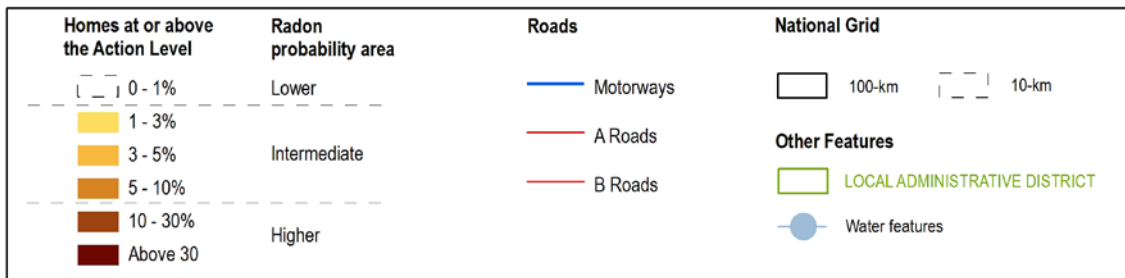 Homes at or above
the Action Level
Radon
probability area
0 - 1%
Lower
1 - 3%
3 - 5%
Intermediate
5 - 10%
10 - 30%
Higher
Above 30
Roads
Motorways
A Roads
B Roads
National Grid
100-km
10-km
Other Features
LOCAL ADMINISTRATIVE DISTRICT
Water features